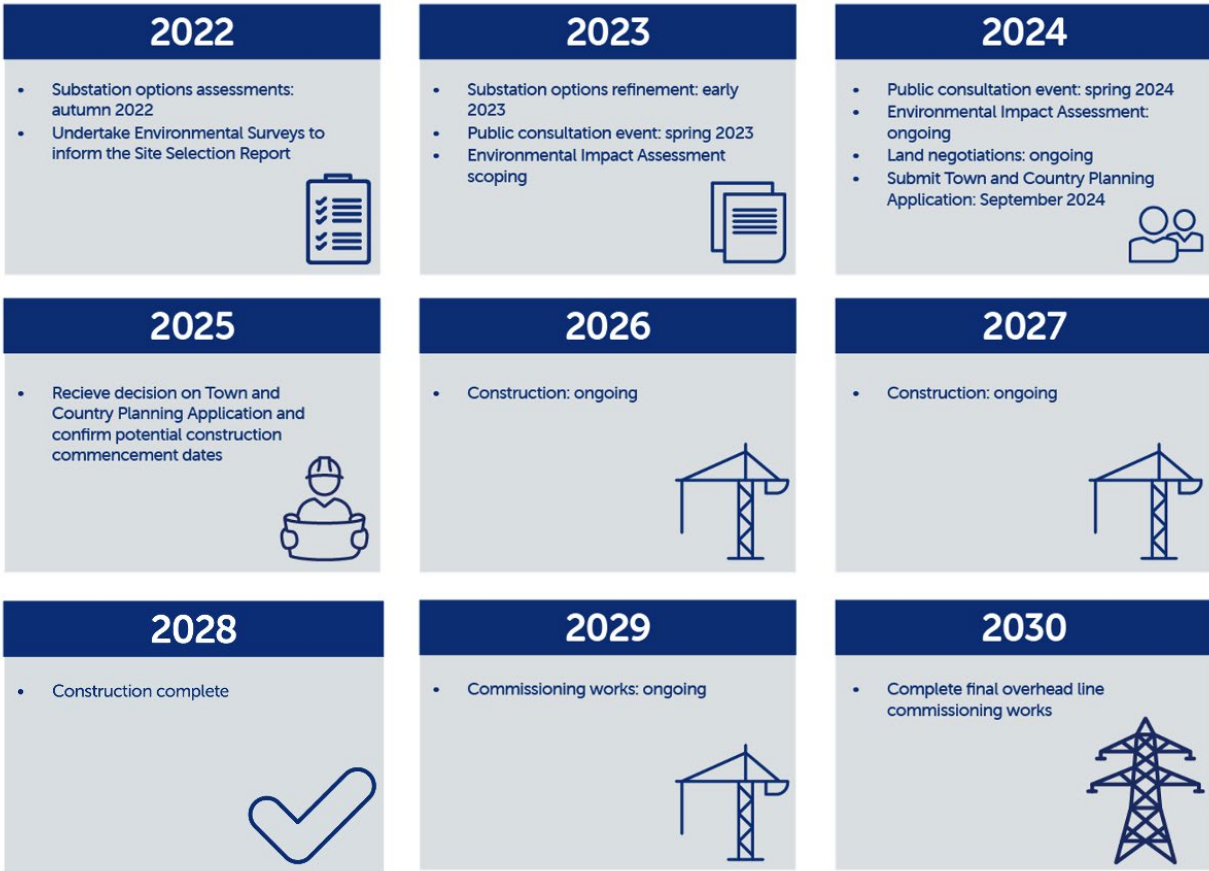 2022
• Substation options assessments:
autumn 2022
• Undertake Environmental Surveys to
inform the Site Selection Report
2023
• Substation options refinement: early
2023
• Public consultation event: spring 2023
• Environmental Impact Assessment
scoping
2024
• Public consultation event: spring 2024
• Environmental Impact Assessment:
ongoing
• Land negotiations: ongoing
• Submit Town and Country Planning
Application: September 2024
2025
• Recieve decision on Town and
Country Planning Application and
confirm potential construction
commencement dates
2026
• Construction: ongoing
2027
• Construction: ongoing
2028
• Construction complete
2029
• Commissioning works: ongoing
2030
• Complete final overhead line
commissioning works